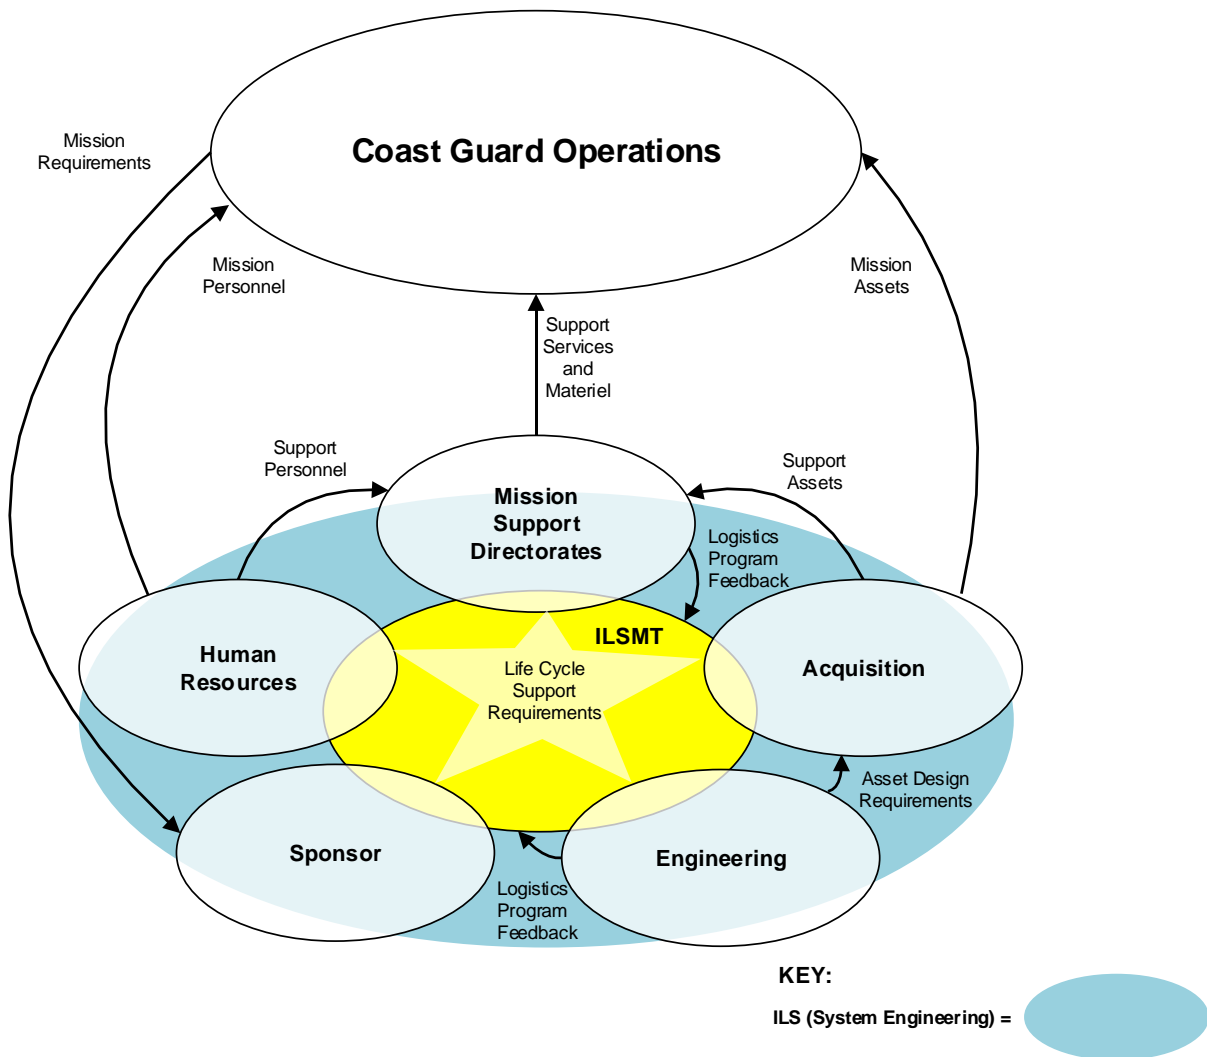 Coast Guard Operations
Mission
Requirements
Mission
Personnel
Mission
Assets
Support
Services
and
Materiel
Support
Personnel
Support
Assets
Mission
Support
Directorates
Logistics
Program
Feedback
Human
Resources
ILSMT
Life Cycle
Support
Requirements
Acquisition
Asset Design
Requirements
Sponsor
Engineering
Logistics
Program
Feedback
KEY:
ILS (System Engineering) =